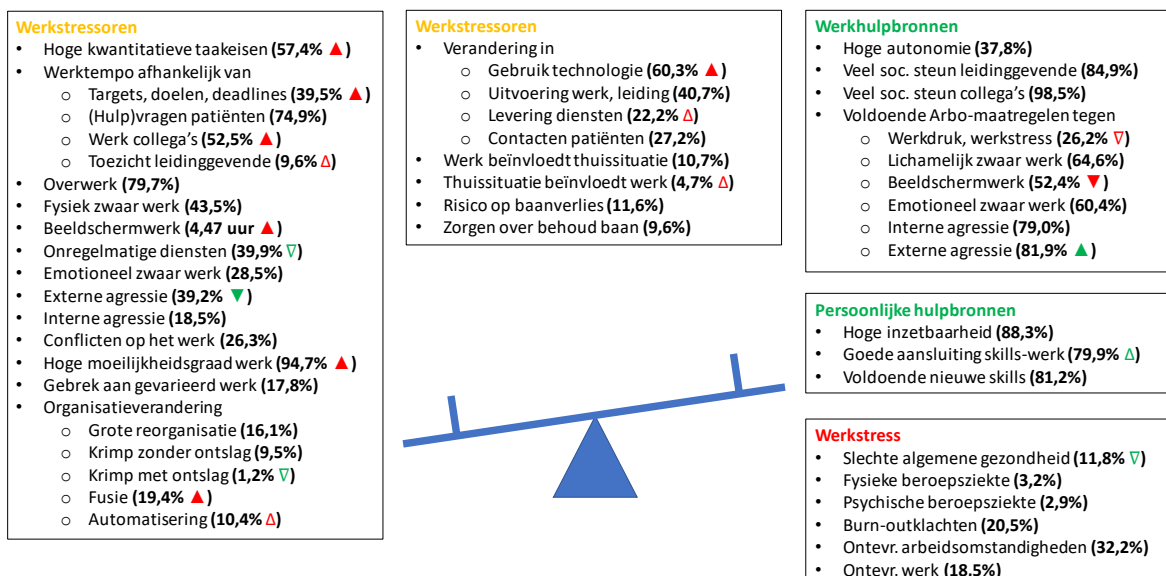 Werkstressoren
• Hoge kwantitatieve taakeisen (57,4% ▲)
• Werktempo afhankelijk van
o Targets, doelen, deadlines (39,5% ▲)
o (Hulp)vragen patiënten (74,9%)
o Werk collega's (52,5% ▲)
o Toezicht leidinggevende (9,6% Δ)
• Overwerk (79,7%)
• Fysiek zwaar werk (43,5%)
• Beeldschermwerk (4,47 uur ▲)
• Onregelmatige diensten (39,9% ∇)
• Emotioneel zwaar werk (28,5%)
• Externe agressie (39,2% ▼)
• Interne agressie (18,5%)
• Conflicten op het werk (26,3%)
• Hoge moeilijkheidsgraad werk (94,7% ▲)
• Gebrek aan gevarieerd werk (17,8%)
• Organisatieverandering
o Grote reorganisatie (16,1%)
o Krimp zonder ontslag (9,5%)
o Krimp met ontslag (1,2% ∇)
o Fusie (19,4% ▲)
o Automatisering (10,4% Δ)
Werkstressoren
• Verandering in
o Gebruik technologie (60,3% ▲)
o Uitvoering werk, leiding (40,7%)
o Levering diensten (22,2% Δ)
o Contacten patiënten (27,2%)
• Werk beïnvloedt thuissituatie (10,7%)
• Thuissituatie beïnvloedt werk (4,7% Δ)
• Risico op baanverlies (11,6%)
• Zorgen over behoud baan (9,6%)
Werkhulpbronnen
• Hoge autonomie (37,8%)
• Veel soc. steun leidinggevende (84,9%)
• Veel soc. steun collega's (98,5%)
• Voldoende Arbo-maatregelen tegen
o Werkdruk, werkstress (26,2% ∇)
o Lichamelijk zwaar werk (64,6%)
o Beeldschermwerk (52,4% ▼)
o Emotioneel zwaar werk (60,4%)
o Interne agressie (79,0%)
o Externe agressie (81,9% ▲)
Persoonlijke hulpbronnen
• Hoge inzetbaarheid (88,3%)
• Goede aansluiting skills-werk (79,9% Δ)
• Voldoende nieuwe skills (81,2%)
Werkstress
• Slechte algemene gezondheid (11,8% ∇)
• Fysieke beroepsziekte (3,2%)
• Psychische beroepsziekte (2,9%)
• Burn-outklachten (20,5%)
• Ontevr. arbeidsomstandigheden (32,2%)
• Ontevr. werk (18,5%)